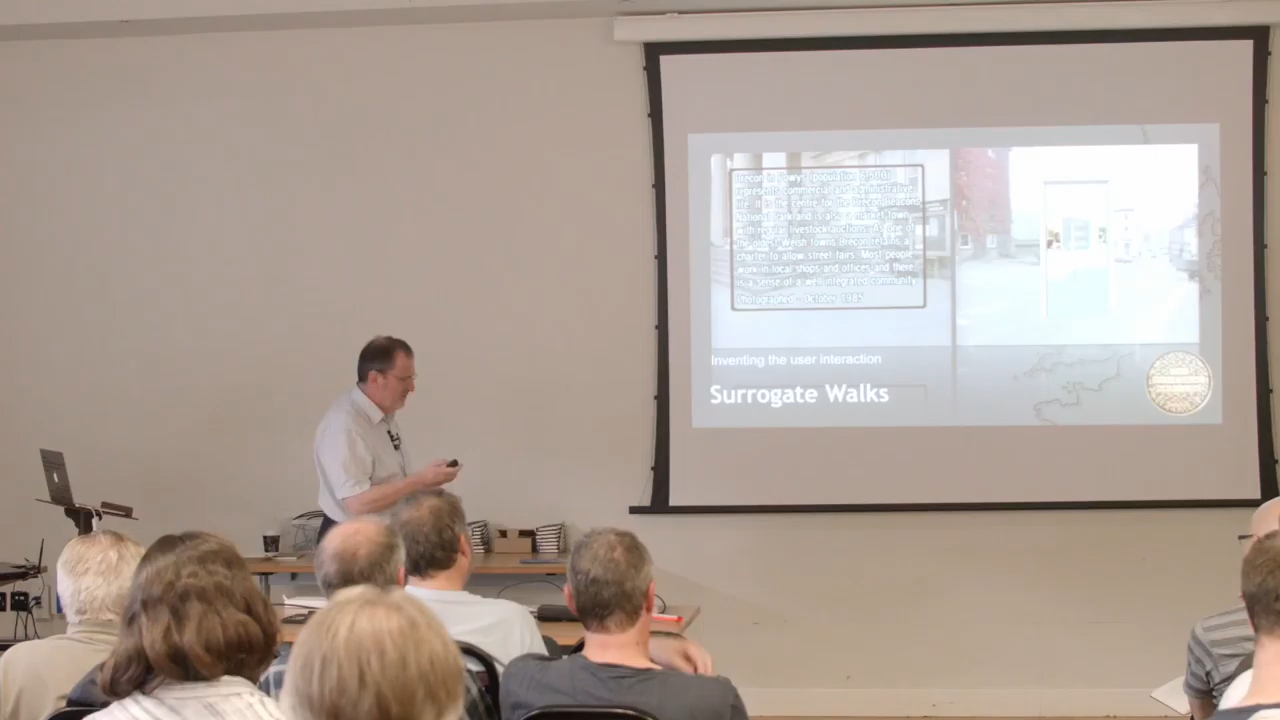 Brecon in Powys (population 6,500)
represents commercial and administrative
life. It is the centre for the Brecon Beacons
National Park and is also a market town
with regular livestock auctions. As one of
the oldest Welsh towns Brecon retains a
charter to allow street fairs. Most people
work in local shops and offices and there
is a sense of a well integrated community.
Photographed - October 1985
Inventing the user interaction
Surrogate Walks